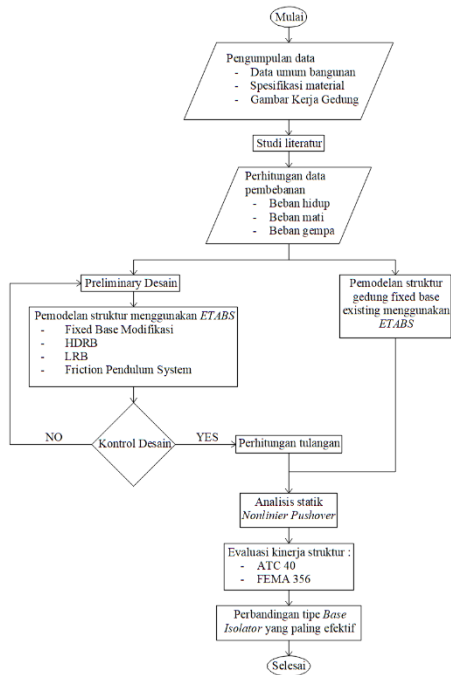 Mulai
Pengumpulan data
- Data umum bangunan
- Spesifikasi material
- Gambar Kerja Gedung
Studi literatur
Perhitungan data
pembebanan
- Beban hidup
- Beban mati
- Beban gempa
Preliminary Desain
Pemodelan struktur
gedung fixed base
existing menggunakan
ETABS
Pemodelan struktur menggunakan ETABS
- Fixed Base Modifikasi
- HDRB
- LRB
- Friction Pendulum System
NO
Kontrol Desain
YES
Perhitungan tulangan
Analisis statik
Nonlinier Pushover
Evaluasi kinerja struktur :
- ATC 40
- FEMA 356
Perbandingan tipe Base
Isolator yang paling efektif
Selesai